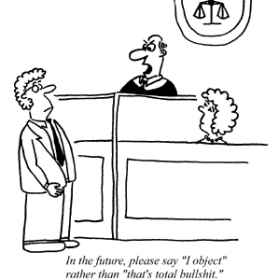 In the future, please say "I object"
rather than "that's total bullshit."